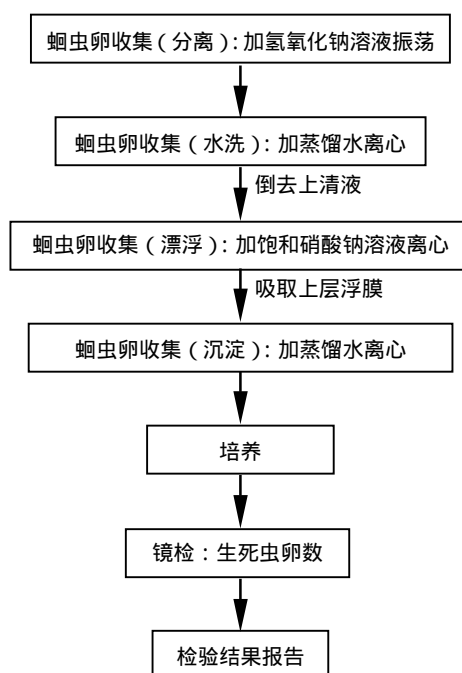 蛔虫卵收集(分离):加氢氧化钠溶液振荡
蛔虫卵收集(水洗):加蒸馏水离心
倒去上清液
蛔虫卵收集(漂浮):加饱和硝酸钠溶液离心
吸取上层浮膜
蛔虫卵收集(沉淀):加蒸馏水离心
培养
镜检:生死虫卵数
检验结果报告